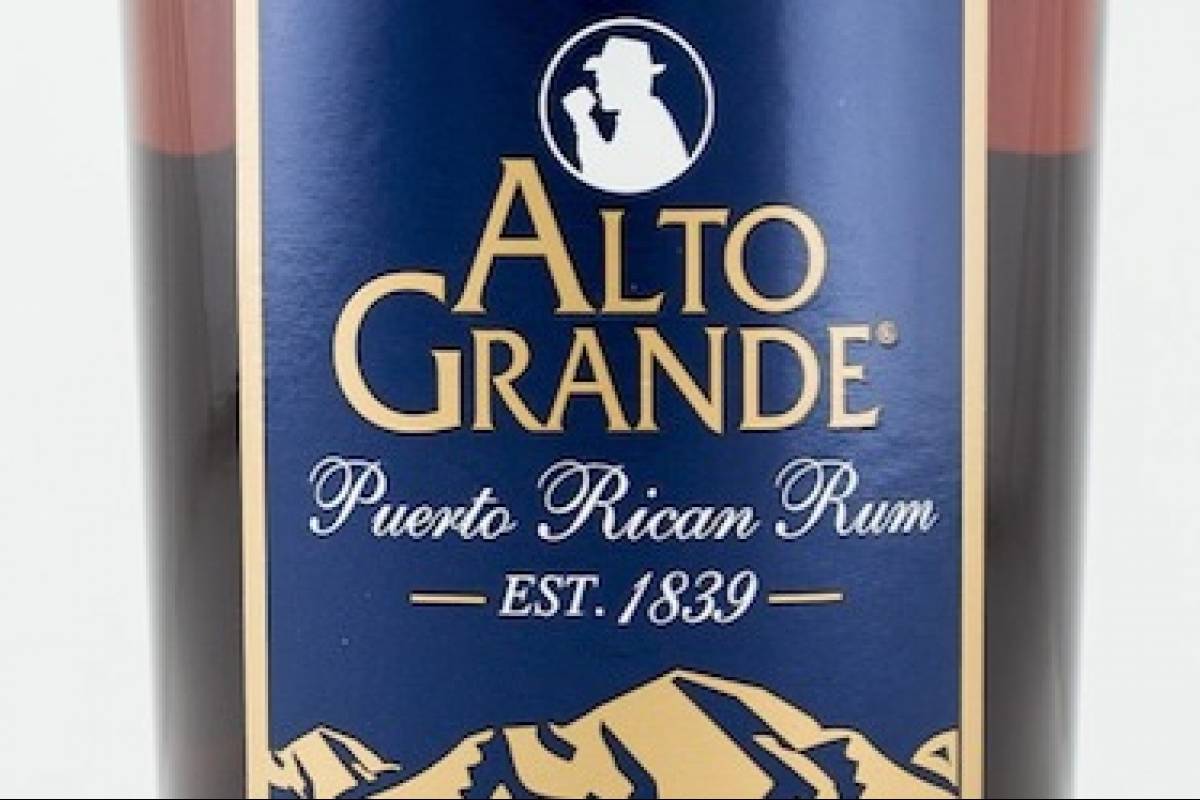 ALTO
GRANDE®
Puerto Rican Rum
EST. 1839